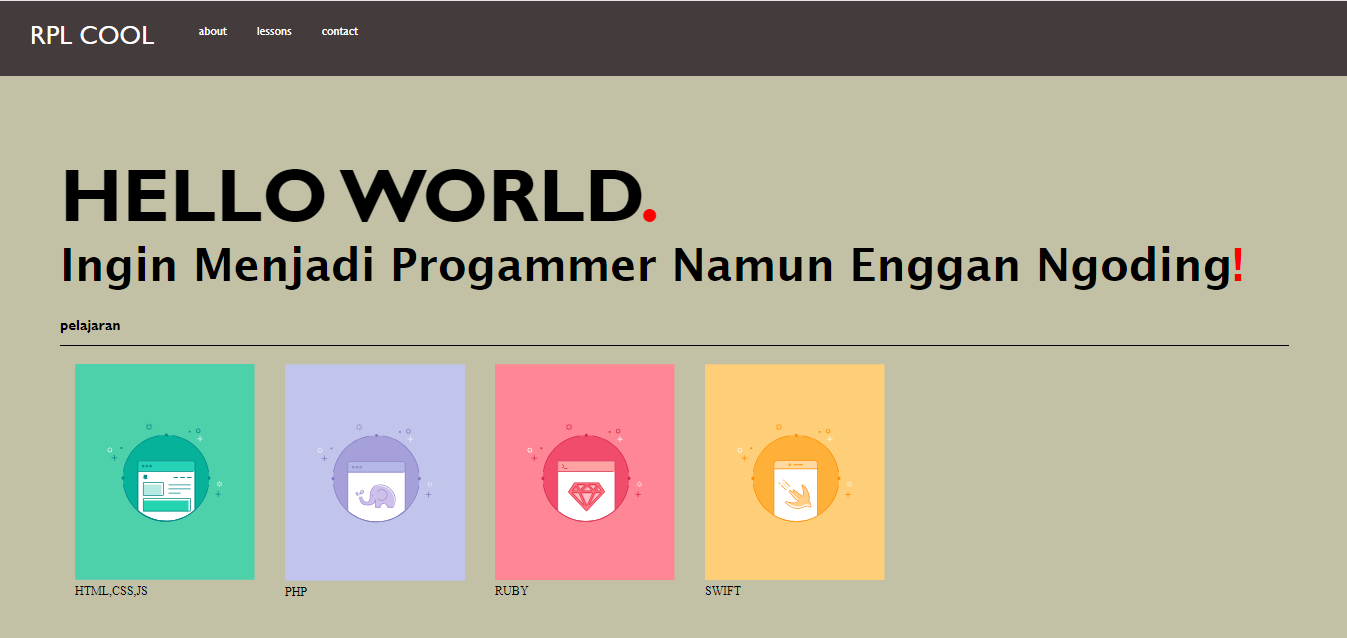 RPL COOL about lessons contact
HELLO WORLD.
Ingin Menjadi Progammer Namun Enggan Ngoding!
pelajaran
HTML,CSS,JS PHP RUBY SWIFT